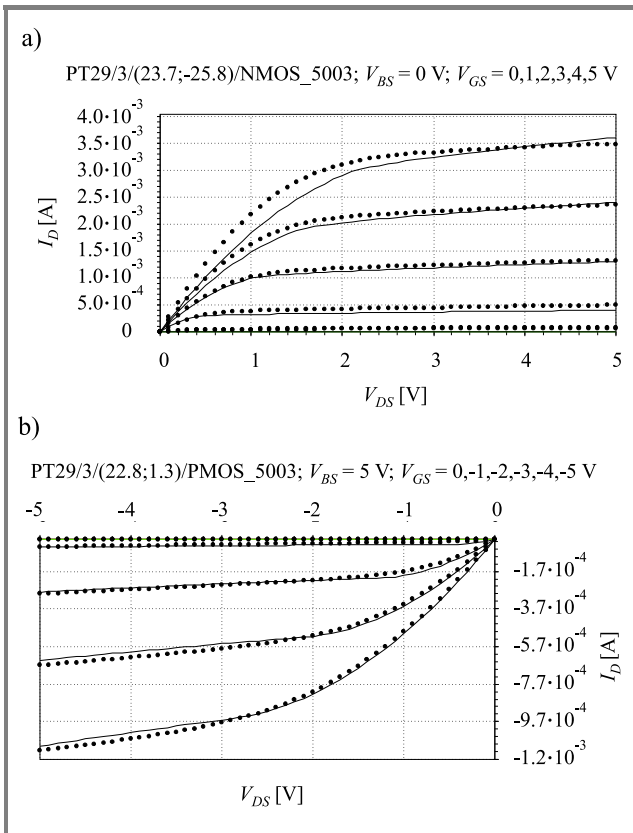 a)
PT29/3/(23.7;-25.8)/NMOS_5003; V_BS = 0 V; V_GS = 0,1,2,3,4,5 V
4.0·10⁻³
3.5·10⁻³
3.0·10⁻³
2.5·10⁻³
2.0·10⁻³
1.5·10⁻³
1.0·10⁻³
5.0·10⁻⁴
0
I_D [A]
0 1 2 3 4 5
V_DS [V]
b)
PT29/3/(22.8;1.3)/PMOS_5003; V_BS = 5 V; V_GS = 0,-1,-2,-3,-4,-5 V
-5 -4 -3 -2 -1 0
-1.7·10⁻⁴
-3.7·10⁻⁴
-5.7·10⁻⁴
-7.7·10⁻⁴
-9.7·10⁻⁴
-1.2·10⁻³
I_D [A]
V_DS [V]